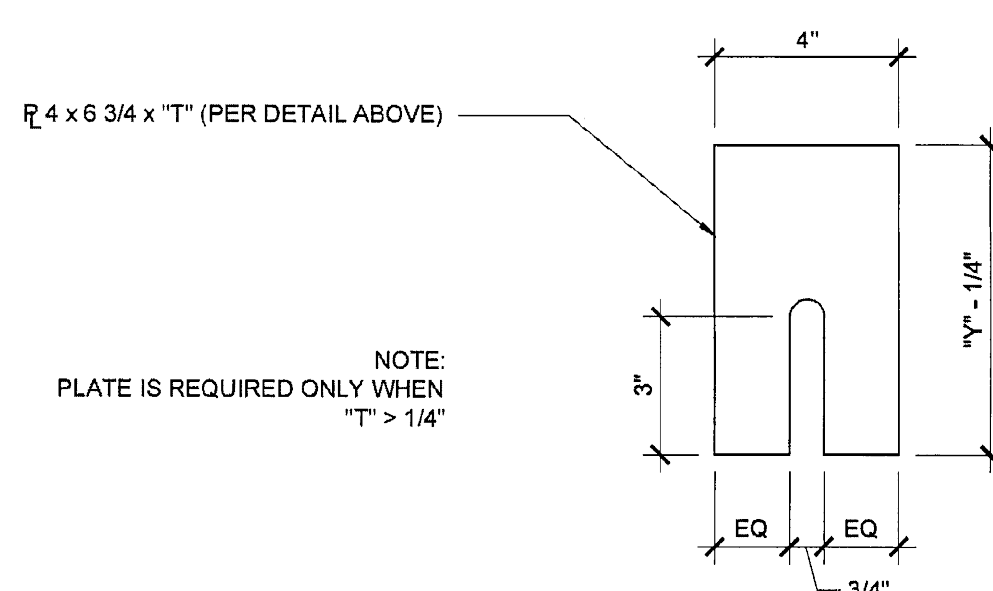 4"
℄ 4 x 6 3/4 x "T" (PER DETAIL ABOVE)
"Y" - 1/4"
3"
NOTE:
PLATE IS REQUIRED ONLY WHEN
"T" > 1/4"
EQ EQ
3/4"